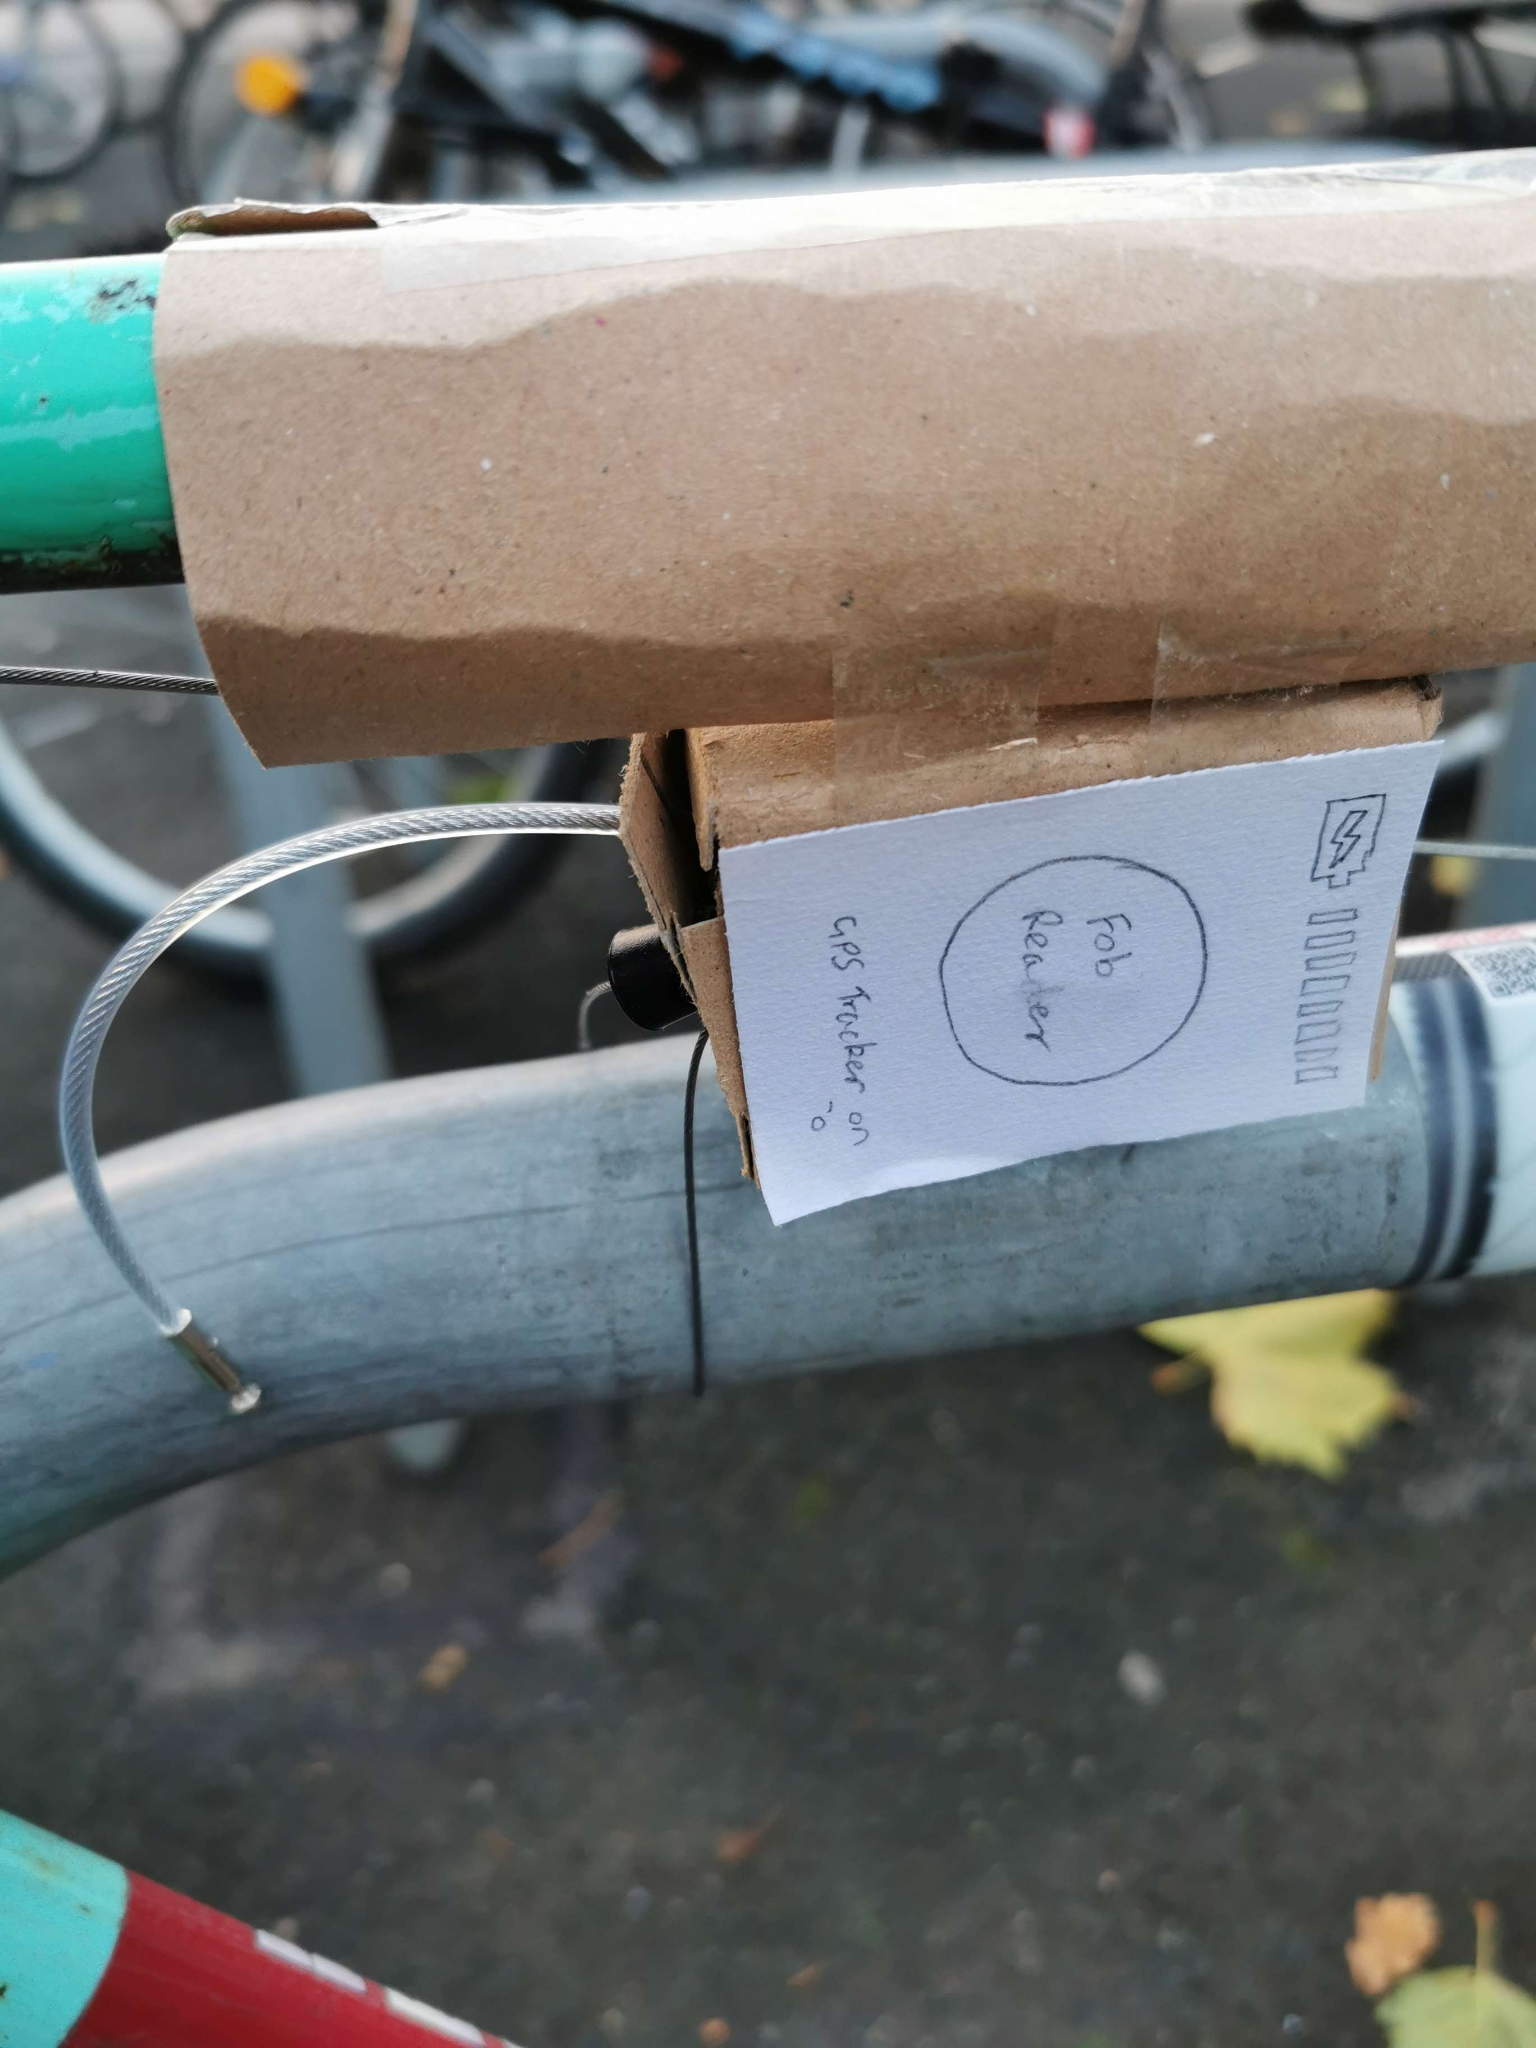 Fob
Reader
GPS Tracker on